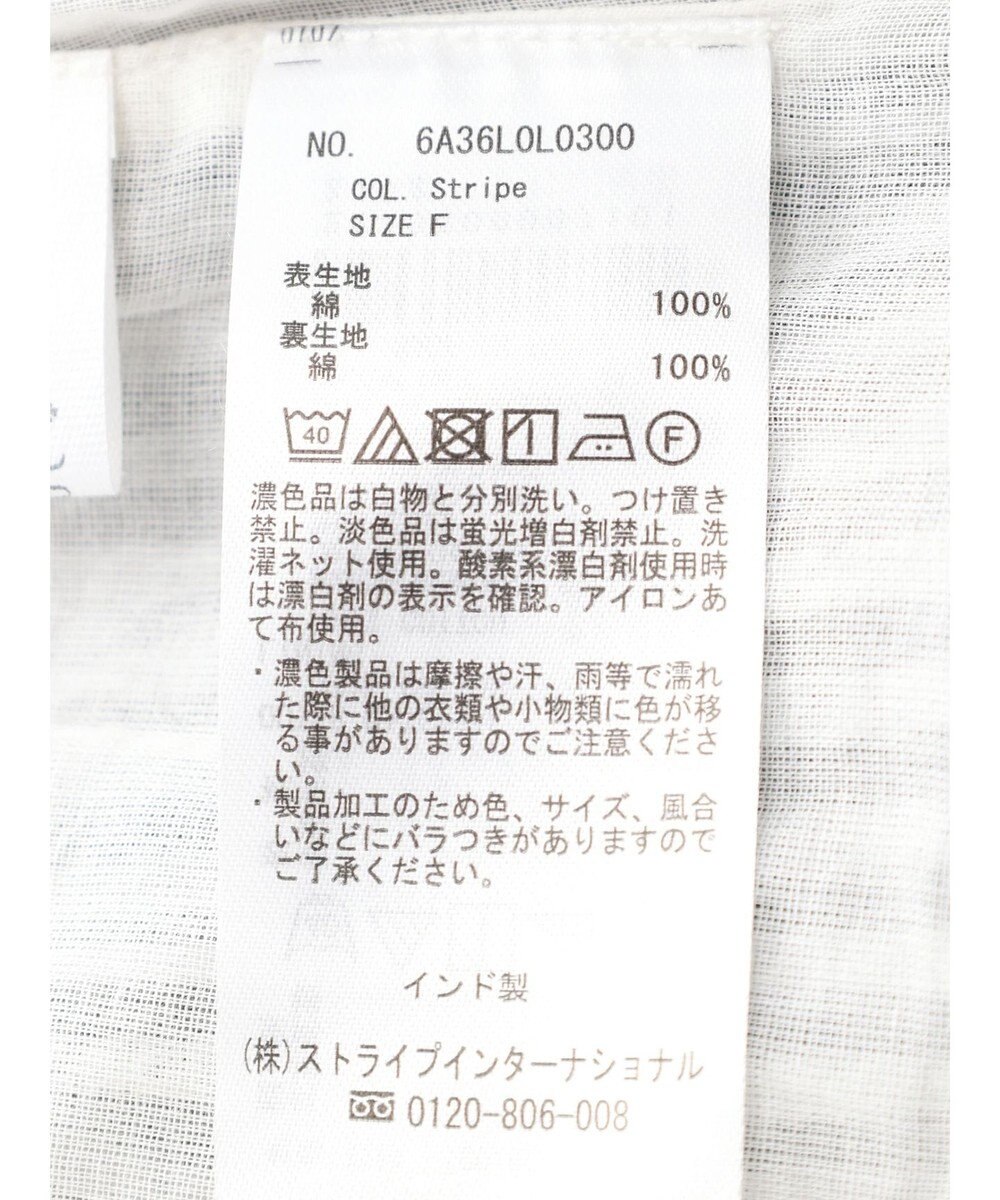 NO. 6A36L0L0300
COL. Stripe
SIZE F
表生地
綿 100%
裏生地
綿 100%
40 F
濃色品は白物と分別洗い。つけ置き
禁止。淡色品は蛍光増白剤禁止。洗
濯ネット使用。酸素系漂白剤使用時
は漂白剤の表示を確認。アイロンあ
て布使用。
・濃色製品は摩擦や汗、雨等で濡れ
た際に他の衣類や小物類に色が移
る事がありますのでご注意くださ
い。
・製品加工のため色、サイズ、風合
いなどにバラつきがありますので
ご了承ください。
インド製
(株)ストライプインターナショナル
0120-806-008